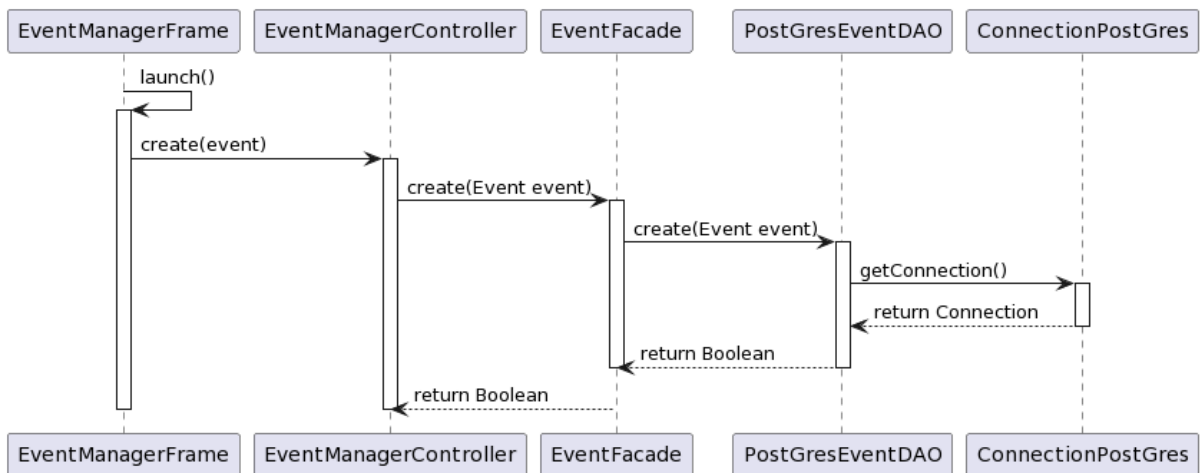 EventManagerFrame EventManagerController EventFacade PostGresEventDAO ConnectionPostGres
launch()
create(event)
create(Event event)
create(Event event)
getConnection()
return Connection
return Boolean
return Boolean
EventManagerFrame EventManagerController EventFacade PostGresEventDAO ConnectionPostGres